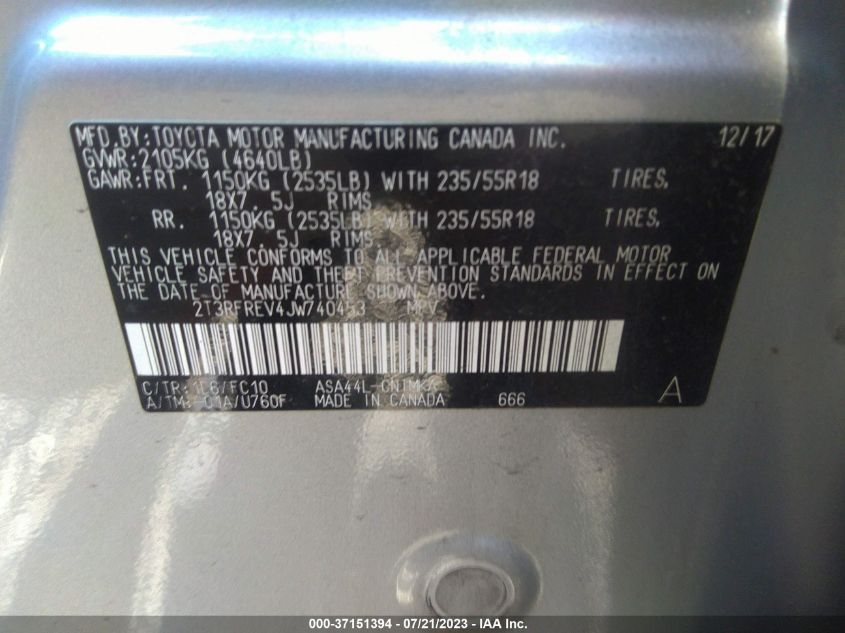 MFD. BY: TOYOTA MOTOR MANUFACTURING CANADA INC. 12/17
GVWR: 2105KG (4640LB)
GAWR: FRT. 1150KG (2535LB) WITH 235/55R18 TIRES.
18X7. 5J RIMS
RR. 1150KG (2535LB) WITH 235/55R18 TIRES.
18X7. 5J RIMS
THIS VEHICLE CONFORMS TO ALL APPLICABLE FEDERAL MOTOR
VEHICLE SAFETY AND THEFT PREVENTION STANDARDS IN EFFECT ON
THE DATE OF MANUFACTURE SHOWN ABOVE.
2T3RFREV4JW740453 MPV
C/TR: /FC10
A/TM: /U760F MADE IN CANADA 666 A
000-37151394 - 07/21/2023 - IAA Inc.